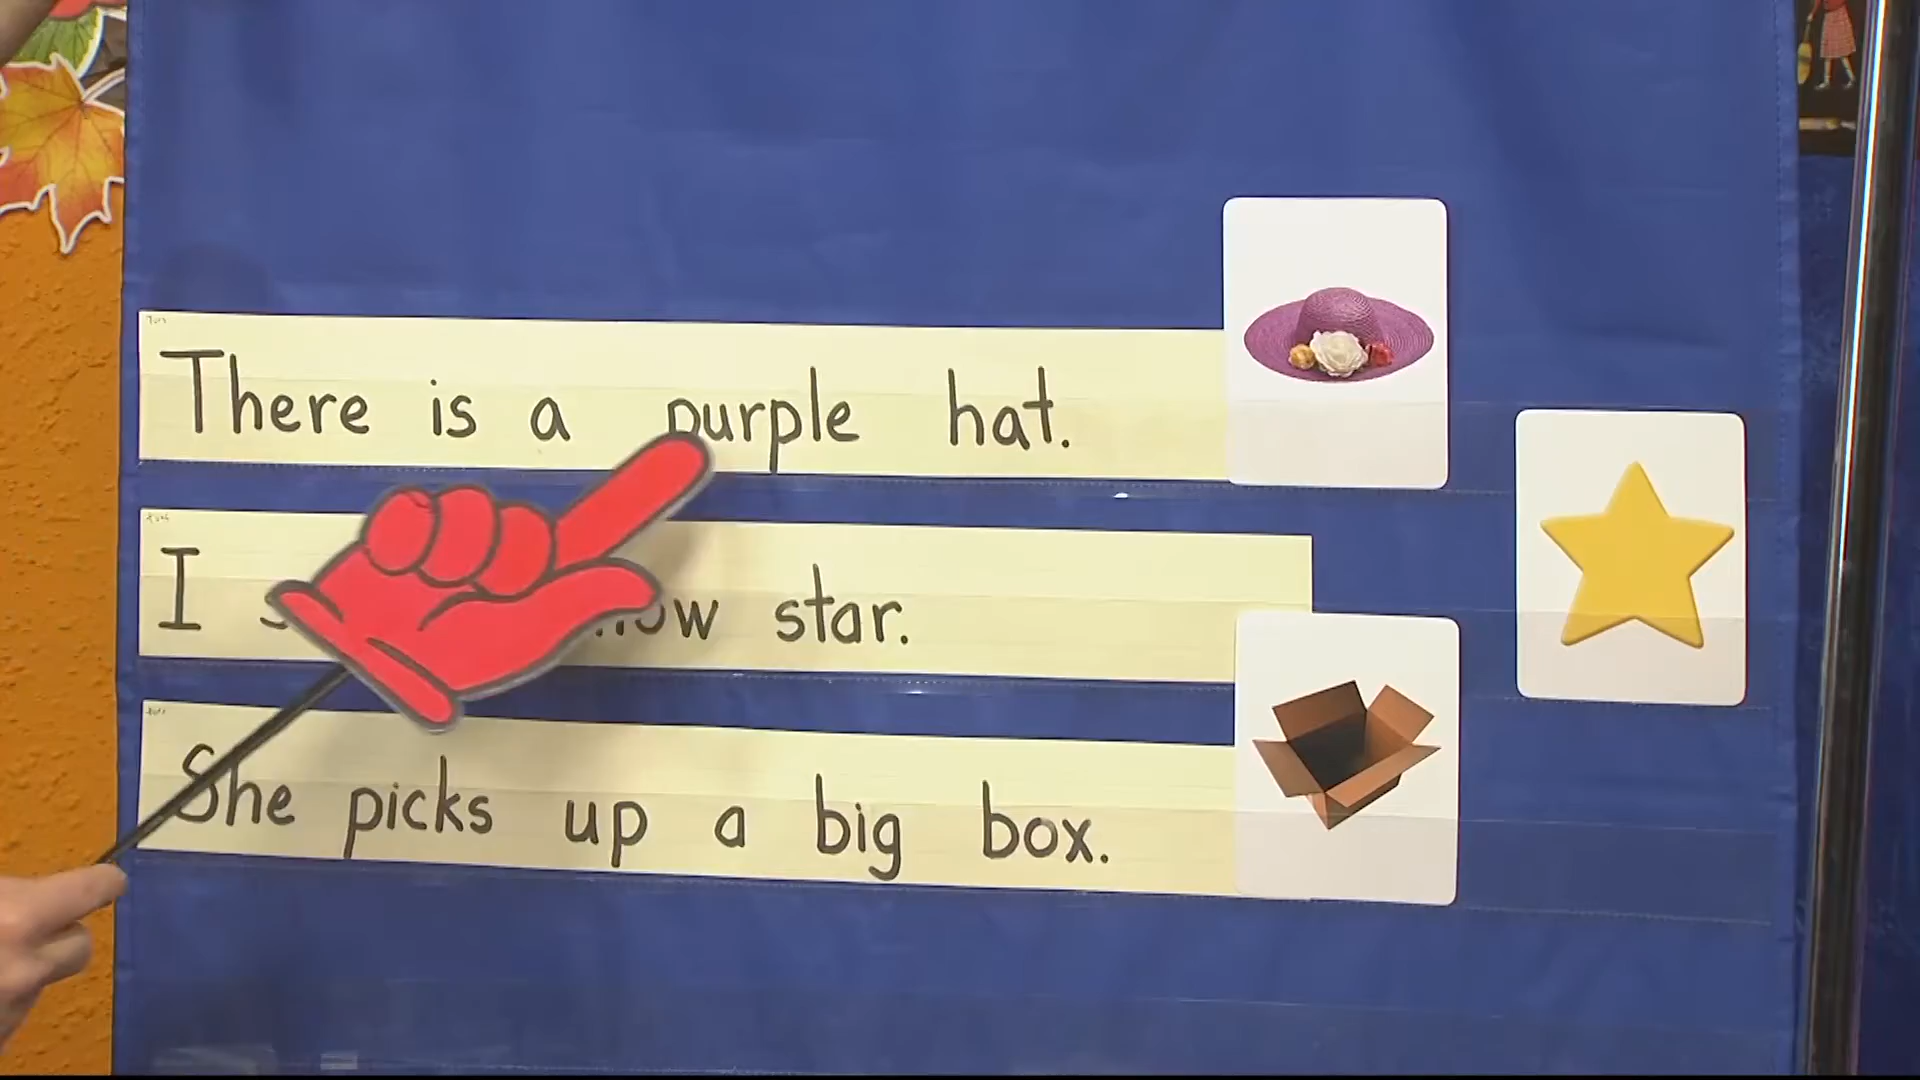 There is a purple hat.
I star.
She picks up a big box.